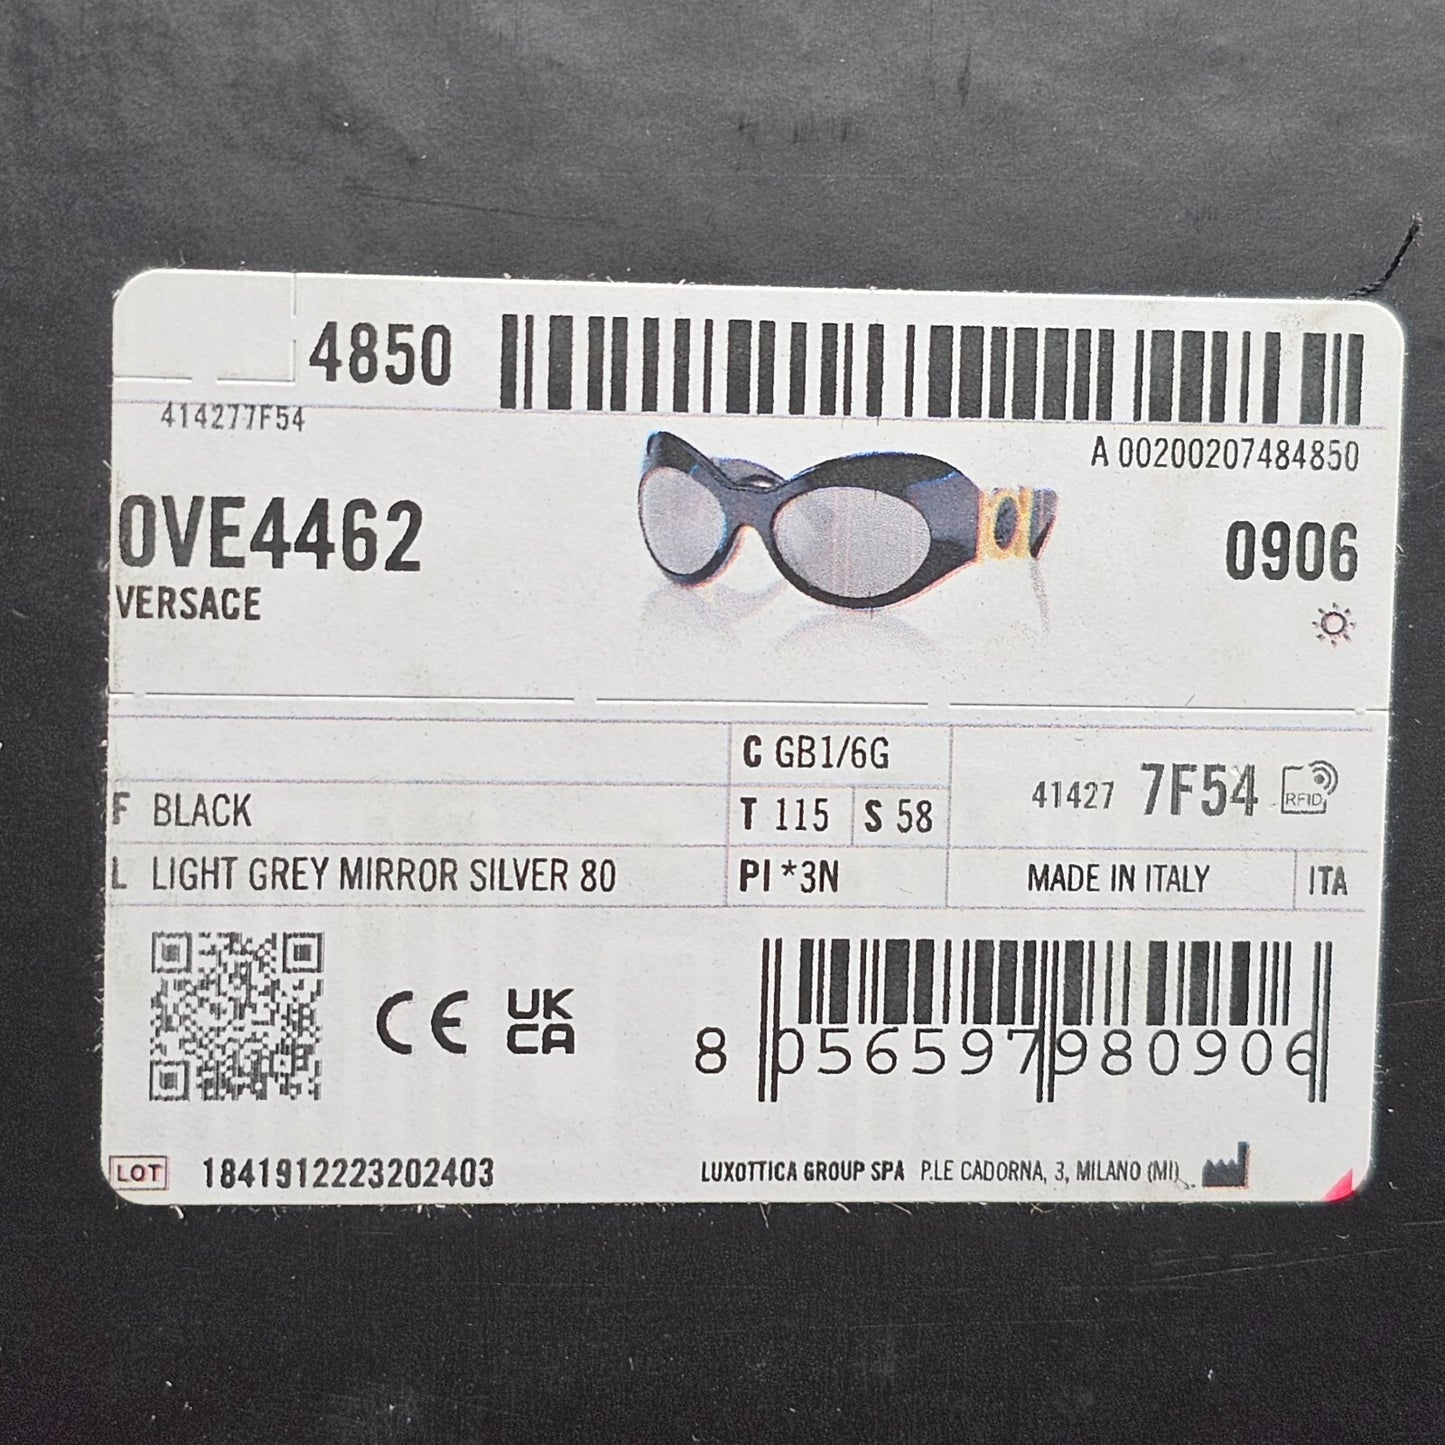 4850
414277F54
A 00200207484850
0VE4462
VERSACE
0906
C GB1/6G
F BLACK
T 115 S 58
41427 7F54 RFID
L LIGHT GREY MIRROR SILVER 80
PI *3N
MADE IN ITALY ITA
CE UK
CA
8 056597 980906
LOT 1841912223202403
LUXOTTICA GROUP SPA P.LE CADORNA, 3, MILANO (MI)